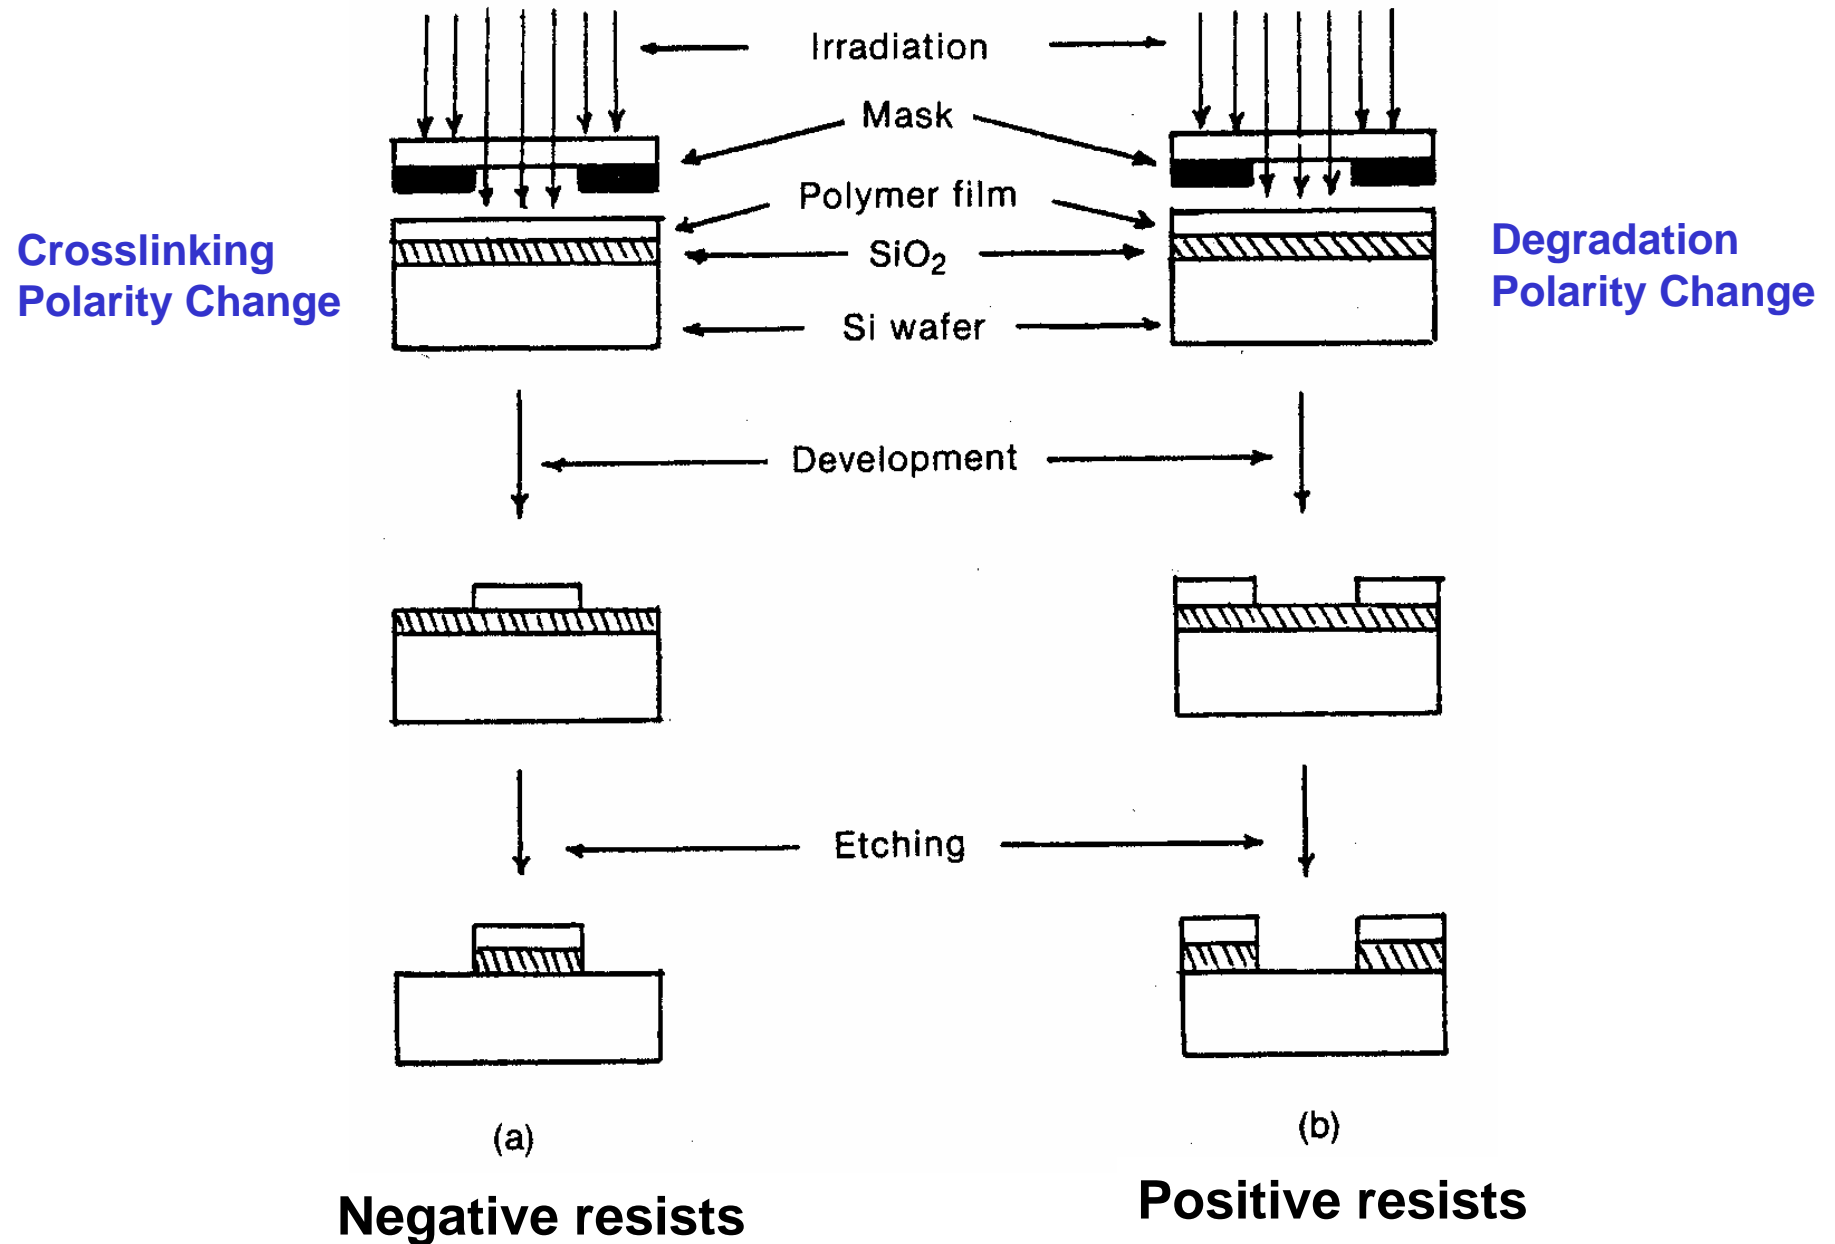 Irradiation
Mask
Polymer film
SiO₂
Si wafer
Crosslinking
Polarity Change
Degradation
Polarity Change
Development
Etching
(a)
(b)
Negative resists
Positive resists